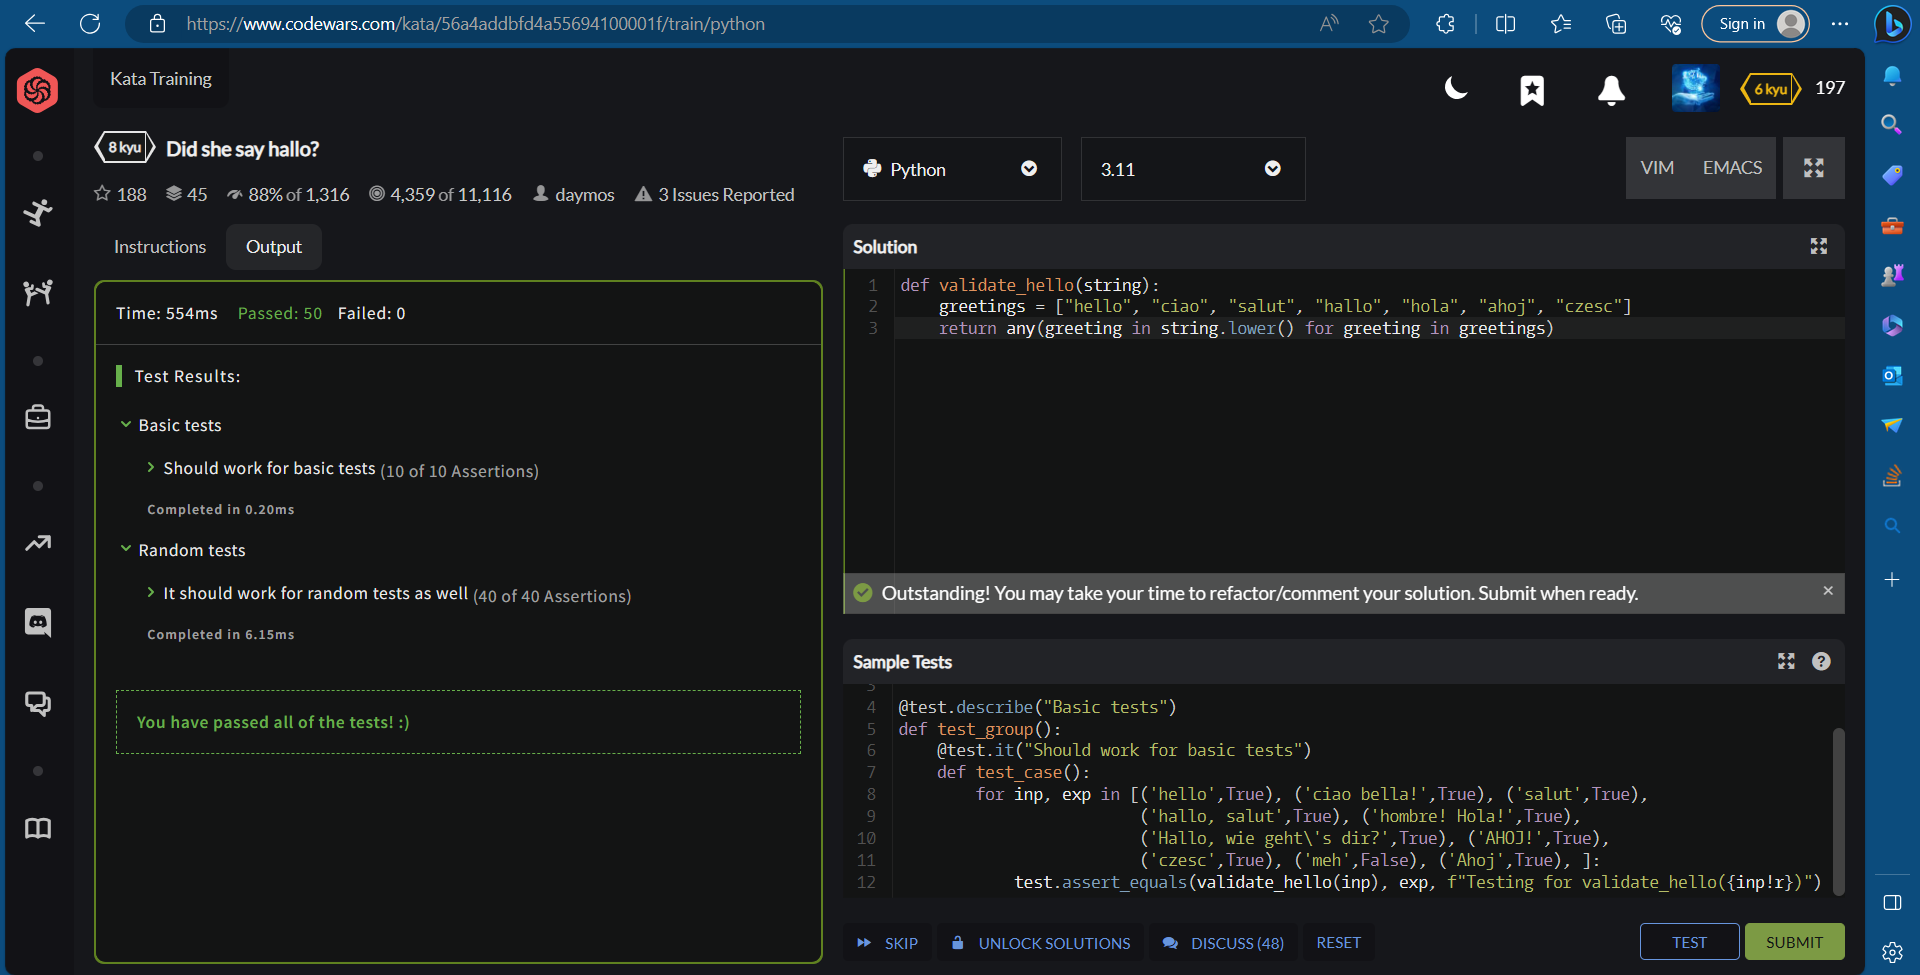 https://www.codewars.com/kata/56a4addbfd4a55694100001f/train/python
Sign in
Kata Training
6 kyu
197
8 kyu
Did she say hallo?
188
45
88% of 1,316
4,359 of 11,116
daymos
3 Issues Reported
Python
3.11
VIM
EMACS
Instructions
Output
Time: 554ms Passed: 50 Failed: 0
Test Results:
Basic tests
Should work for basic tests (10 of 10 Assertions)
Completed in 0.20ms
Random tests
It should work for random tests as well (40 of 40 Assertions)
Completed in 6.15ms
You have passed all of the tests! :)
Solution
1 def validate_hello(string):
2 greetings = ["hello", "ciao", "salut", "hallo", "hola", "ahoj", "czesc"]
3 return any(greeting in string.lower() for greeting in greetings)
Outstanding! You may take your time to refactor/comment your solution. Submit when ready.
Sample Tests
3
4 @test.describe("Basic tests")
5 def test_group():
6 @test.it("Should work for basic tests")
7 def test_case():
8 for inp, exp in [('hello',True), ('ciao bella!',True), ('salut',True),
9 ('hallo, salut',True), ('hombre! Hola!',True),
10 ('Hallo, wie geht\'s dir?',True), ('AHOJ!',True),
11 ('czesc',True), ('meh',False), ('Ahoj',True), ]:
12 test.assert_equals(validate_hello(inp), exp, f"Testing for validate_hello({inp!r})")
SKIP
UNLOCK SOLUTIONS
DISCUSS (48)
RESET
TEST
SUBMIT